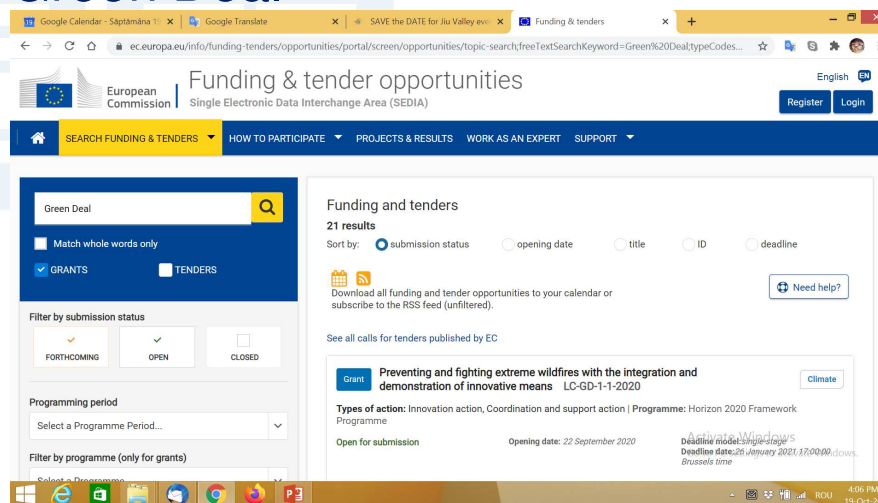 Google Calendar - Săptămâna 19
Google Translate
SAVE the DATE for Jiu Valley eve
Funding & tenders
ec.europa.eu/info/funding-tenders/opportunities/portal/screen/opportunities/topic-search;freeTextSearchKeyword=Green%20Deal;typeCodes...
European
Commission
Funding & tender opportunities
Single Electronic Data Interchange Area (SEDIA)
English EN
Register Login
SEARCH FUNDING & TENDERS HOW TO PARTICIPATE PROJECTS & RESULTS WORK AS AN EXPERT SUPPORT
Green Deal
Match whole words only
GRANTS TENDERS
Filter by submission status
FORTHCOMING OPEN CLOSED
Programming period
Select a Programme Period...
Filter by programme (only for grants)
Select a Programme
Funding and tenders
21 results
Sort by: submission status opening date title ID deadline
Download all funding and tender opportunities to your calendar or
subscribe to the RSS feed (unfiltered).
Need help?
See all calls for tenders published by EC
Grant
Preventing and fighting extreme wildfires with the integration and
demonstration of innovative means LC-GD-1-1-2020
Climate
Types of action: Innovation action, Coordination and support action | Programme: Horizon 2020 Framework
Programme
Open for submission
Opening date: 22 September 2020
Deadline model:single-stage
Deadline date:26 January 2021 17:00:00
Brussels time
Activate Windows
ROU
4:06 PM